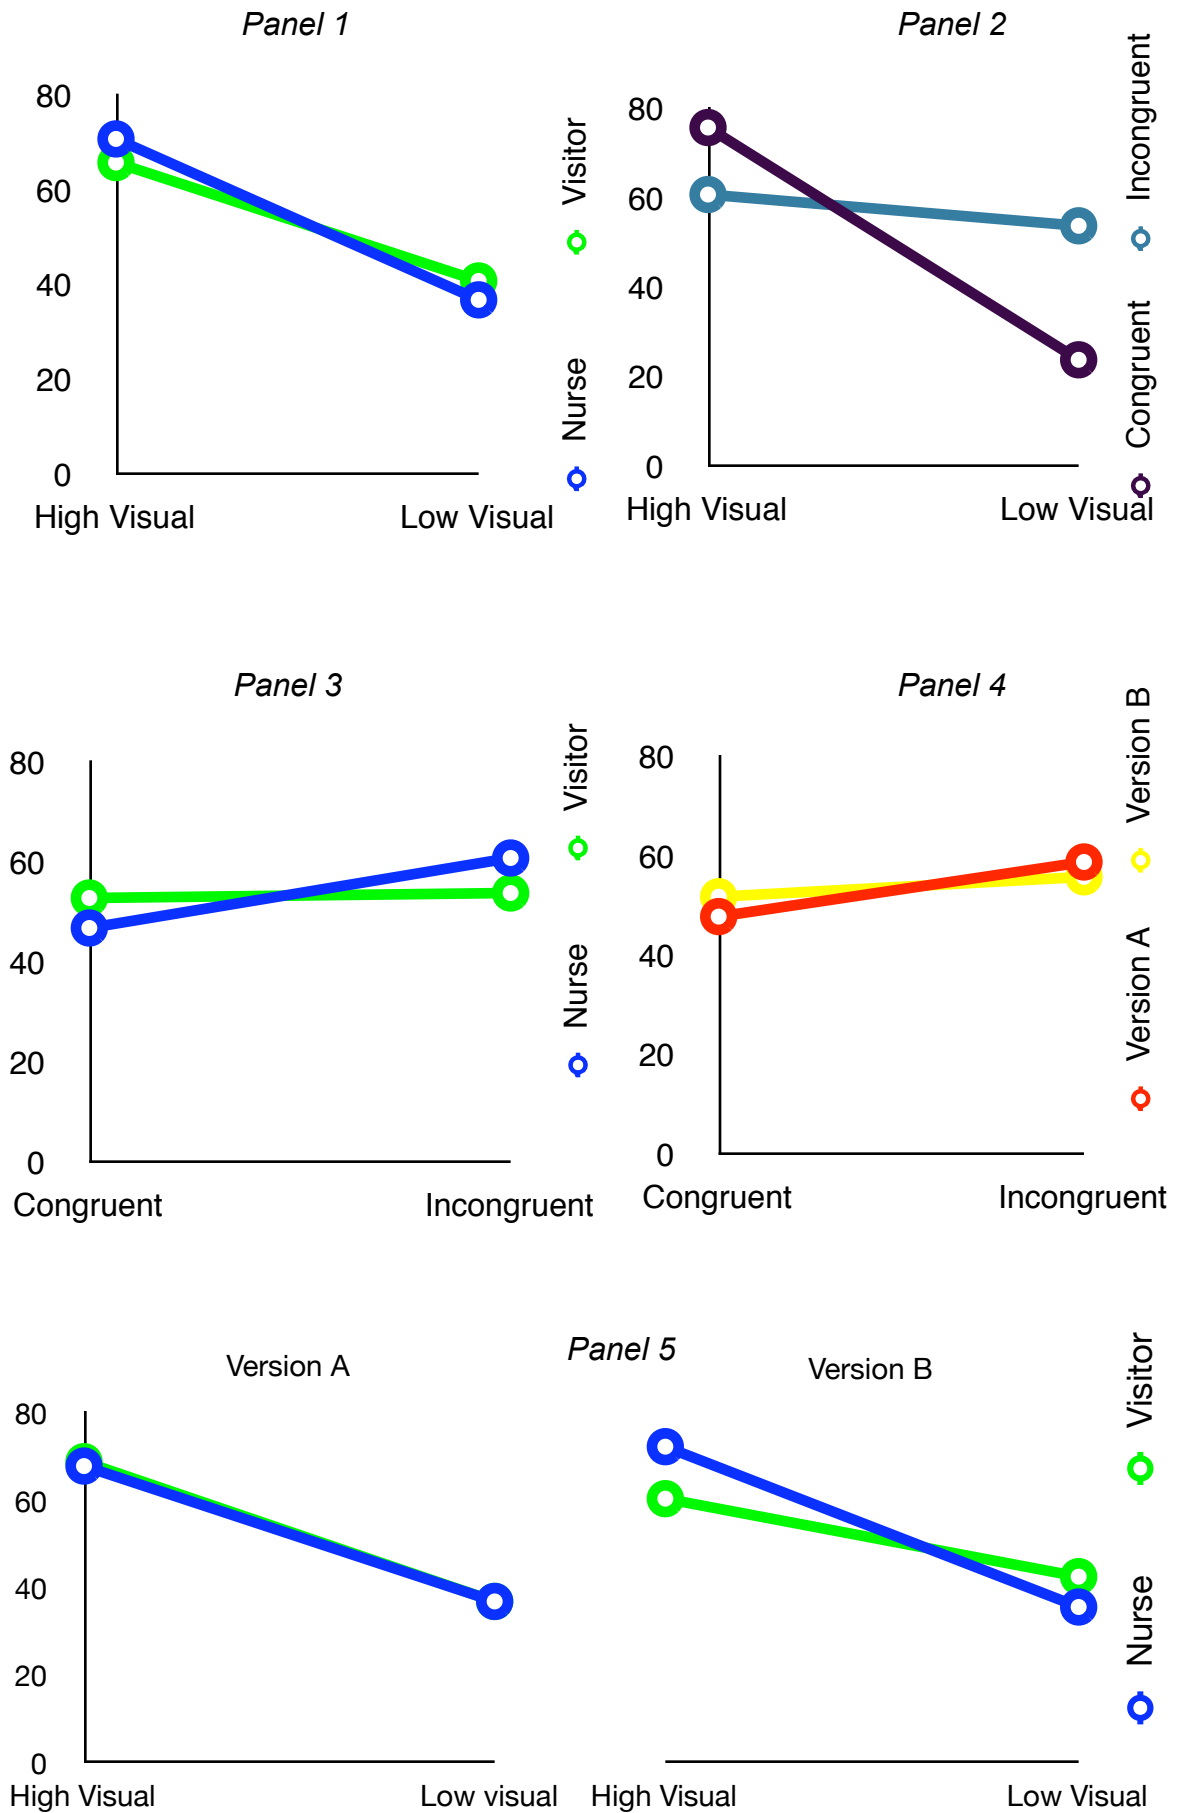 Panel 1
80
60
40
20
0
High Visual
Low Visual
Visitor
Nurse
Panel 2
80
60
40
20
0
High Visual
Low Visual
Incongruent
Congruent
Panel 3
80
60
40
20
0
Congruent
Incongruent
Visitor
Nurse
Panel 4
80
60
40
20
0
Congruent
Incongruent
Version B
Version A
Panel 5
Version A
80
60
40
20
0
High Visual
Low visual
Version B
High Visual
Low Visual
Visitor
Nurse